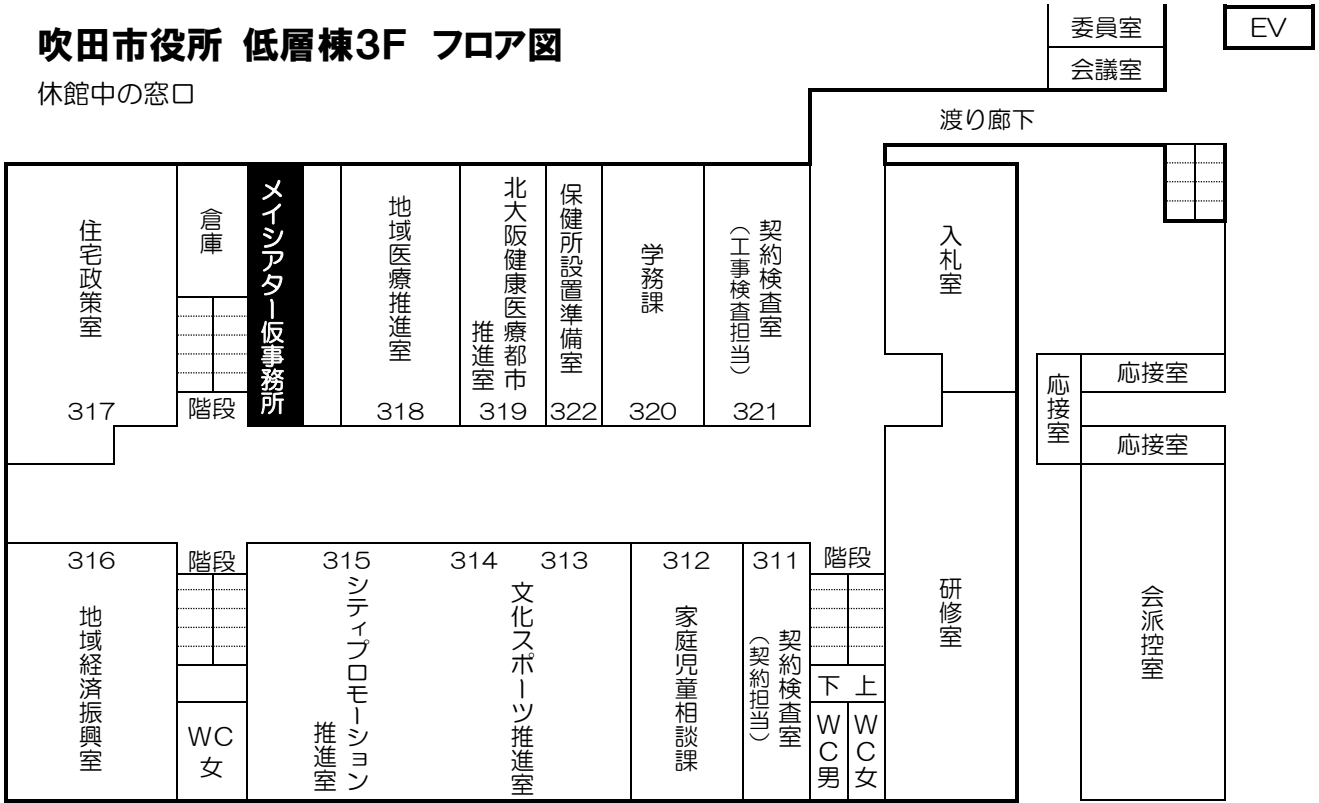 吹田市役所 低層棟3F フロア図
休館中の窓口
委員室
会議室
EV
渡り廊下
住宅政策室
317
倉庫
階段
メイシアター仮事務所
地域医療推進室
318
北大阪健康医療都市
推進室
319
保健所設置準備室
322
学務課
320
契約検査室
（工事検査担当）
321
入札室
応接室
応接室
応接室
316
地域経済振興室
階段
WC
女
315
シティプロモーション
推進室
314
313
文化スポーツ推進室
312
家庭児童相談課
311
契約検査室
（契約担当）
階段
下 上
WC男
WC女
研修室
会派控室